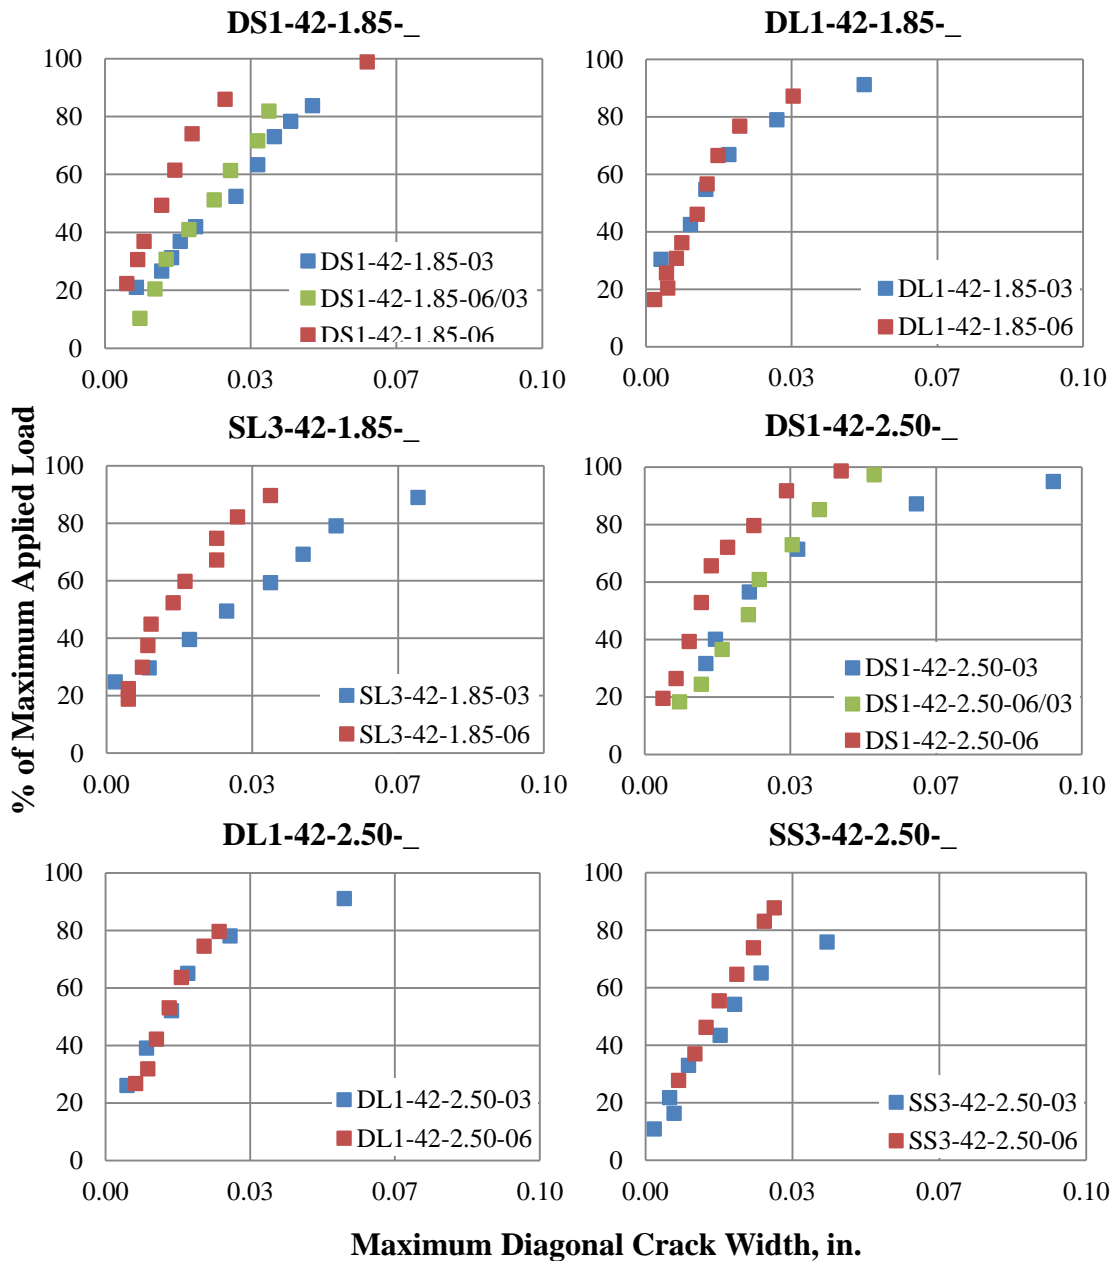 DS1-42-1.85-_
100
80
60
40
20
0
0.00 0.03 0.07 0.10
DS1-42-1.85-03
DS1-42-1.85-06/03
DS1-42-1.85-06
DL1-42-1.85-_
100
80
60
40
20
0
0.00 0.03 0.07 0.10
DL1-42-1.85-03
DL1-42-1.85-06
% of Maximum Applied Load
SL3-42-1.85-_
100
80
60
40
20
0
0.00 0.03 0.07 0.10
SL3-42-1.85-03
SL3-42-1.85-06
DS1-42-2.50-_
100
80
60
40
20
0
0.00 0.03 0.07 0.10
DS1-42-2.50-03
DS1-42-2.50-06/03
DS1-42-2.50-06
DL1-42-2.50-_
100
80
60
40
20
0
0.00 0.03 0.07 0.10
DL1-42-2.50-03
DL1-42-2.50-06
SS3-42-2.50-_
100
80
60
40
20
0
0.00 0.03 0.07 0.10
SS3-42-2.50-03
SS3-42-2.50-06
Maximum Diagonal Crack Width, in.